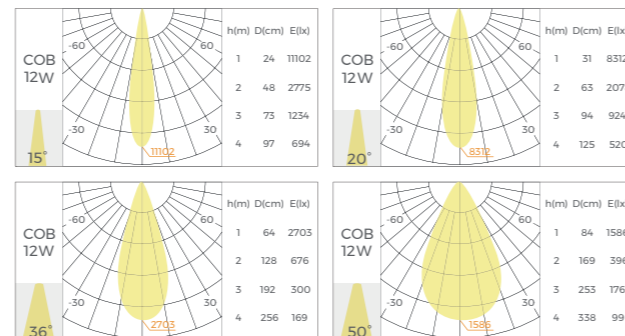 h(m) D(cm) E(lx)
-60 60
COB
12W
1 24 11102
2 48 2775
3 73 1234
-30 30
4 97 694
15°
11102
h(m) D(cm) E(lx)
-60 60
COB
12W
1 31 8312
2 63
3 94 924
-30 30
4 125 520
20°
8312
h(m) D(cm) E(lx)
-60 60
COB
12W
1 64 2703
2 128 676
3 192 300
-30 30
4 256 169
36°
2703
h(m) D(cm) E(lx)
-60 60
COB
12W
1 84 1586
2 169 396
3 253 176
-30 30
4 338 99
50°
1586